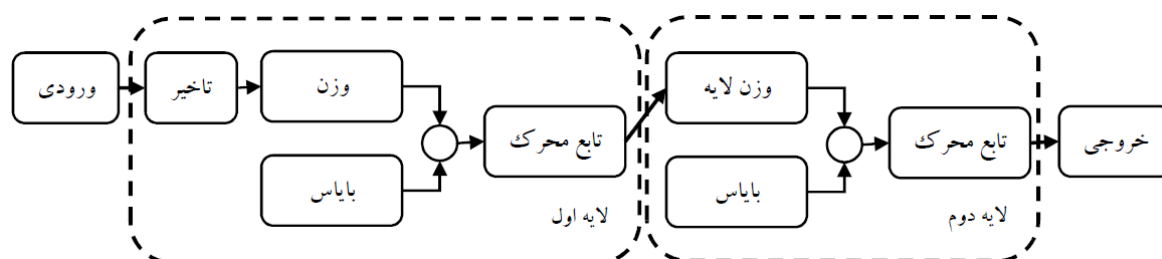 ورودی
تاخیر
وزن
بایاس
تابع محرک
لایه اول
وزن لایه
بایاس
تابع محرک
لایه دوم
خروجی